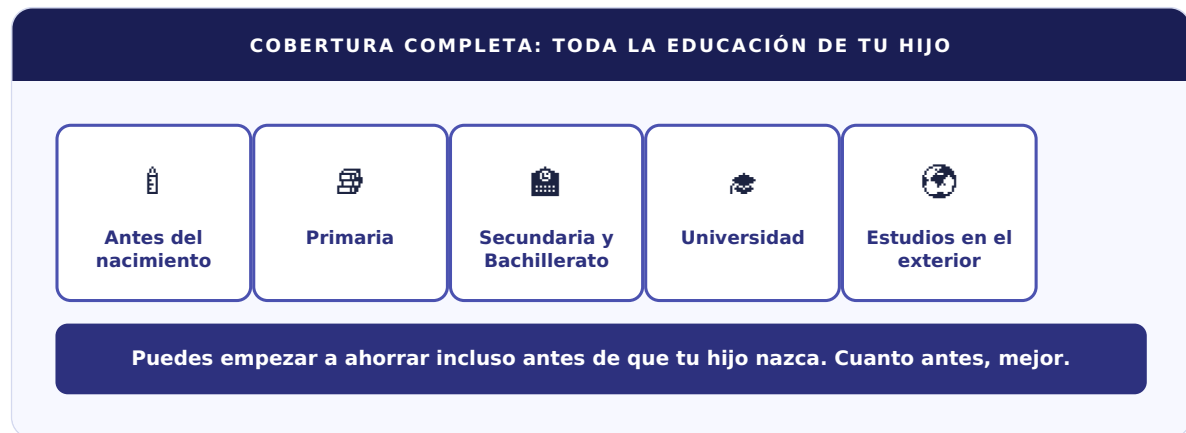 COBERTURA COMPLETA: TODA LA EDUCACIÓN DE TU HIJO
Antes del
nacimiento
Primaria
Secundaria y
Bachillerato
Universidad
Estudios en el
exterior
Puedes empezar a ahorrar incluso antes de que tu hijo nazca. Cuanto antes, mejor.